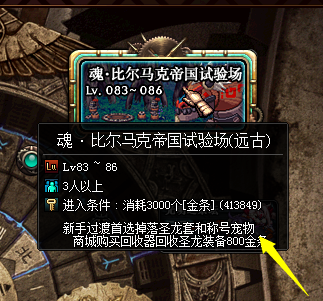 魂·比尔马克帝国试验场
Lv. 083~086
魂·比尔马克帝国试验场(远古)
Lv Lv83 ~ 86
3人以上
进入条件：消耗3000个[金条] (413849)
新手过渡首选掉落圣龙套和称号宠物
商城购买回收器回收圣龙装备800金条